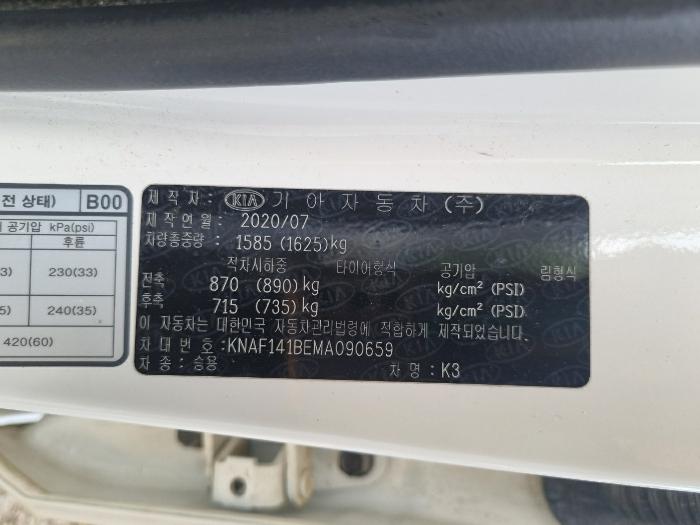 전 상태) B00
공기압 kPa(psi)
후륜
3) 230(33)
5) 240(35)
420(60)
제 작 자 : KIA 기 아 자 동 차 (주)
제 작 연 월 : 2020/07
차량총중량 : 1585 (1625)kg
적차시하중 타이어형식 공기압 림형식
전축 870 (890)kg kg/cm² (PSI)
후축 715 (735)kg kg/cm² (PSI)
이 자동차는 대한민국 자동차관리법령에 적합하게 제작되었습니다.
차 대 번 호 : KNAF141BEMA090659
차 종 : 승용 차 명 : K3